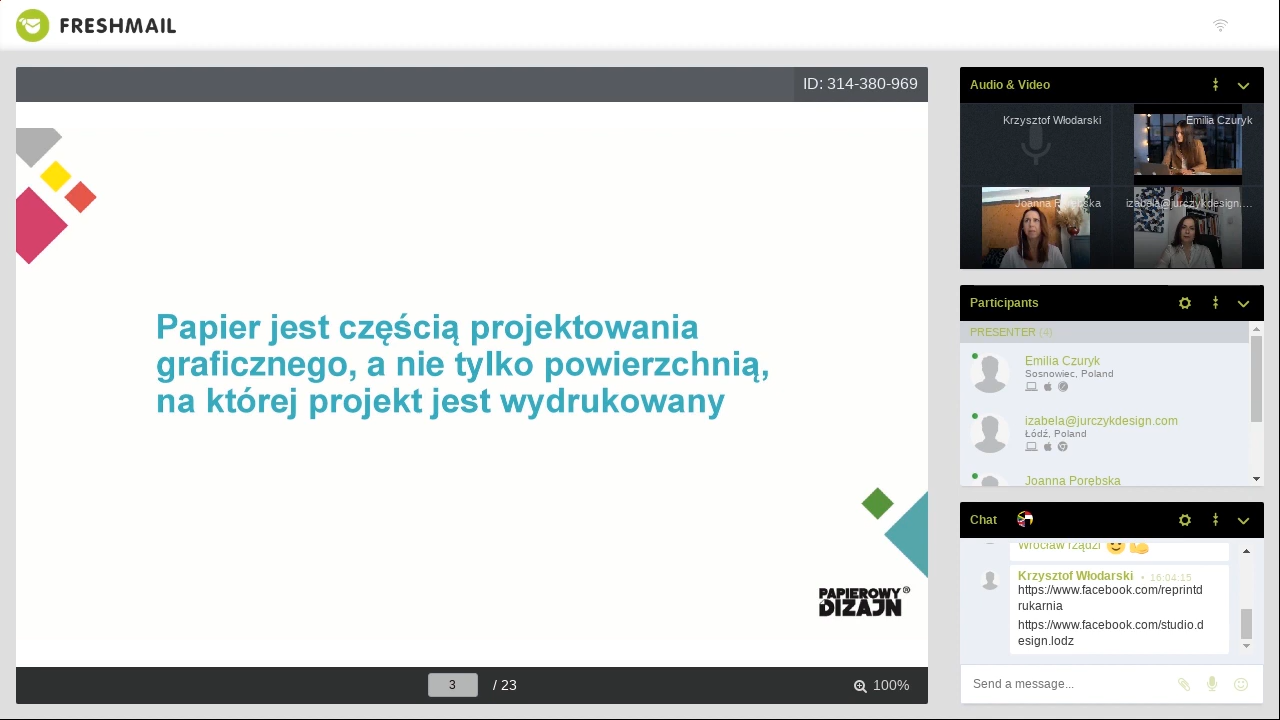 FRESHMAIL
ID: 314-380-969
Papier jest częścią projektowania
graficznego, a nie tylko powierzchnią,
na której projekt jest wydrukowany
PAPIEROWY®
DIZAJN
3 / 23
100%
Audio & Video
Krzysztof Włodarski
Emilia Czuryk
Joanna Porębska
izabela@jurczykdesign....
Participants
PRESENTER (4)
Emilia Czuryk
Sosnowiec, Poland
izabela@jurczykdesign.com
Łódź, Poland
Joanna Porębska
Chat
Wrocław rządzi
Krzysztof Włodarski • 16:04:15
https://www.facebook.com/reprintd
rukarnia
https://www.facebook.com/studio.d
esign.lodz
Send a message...